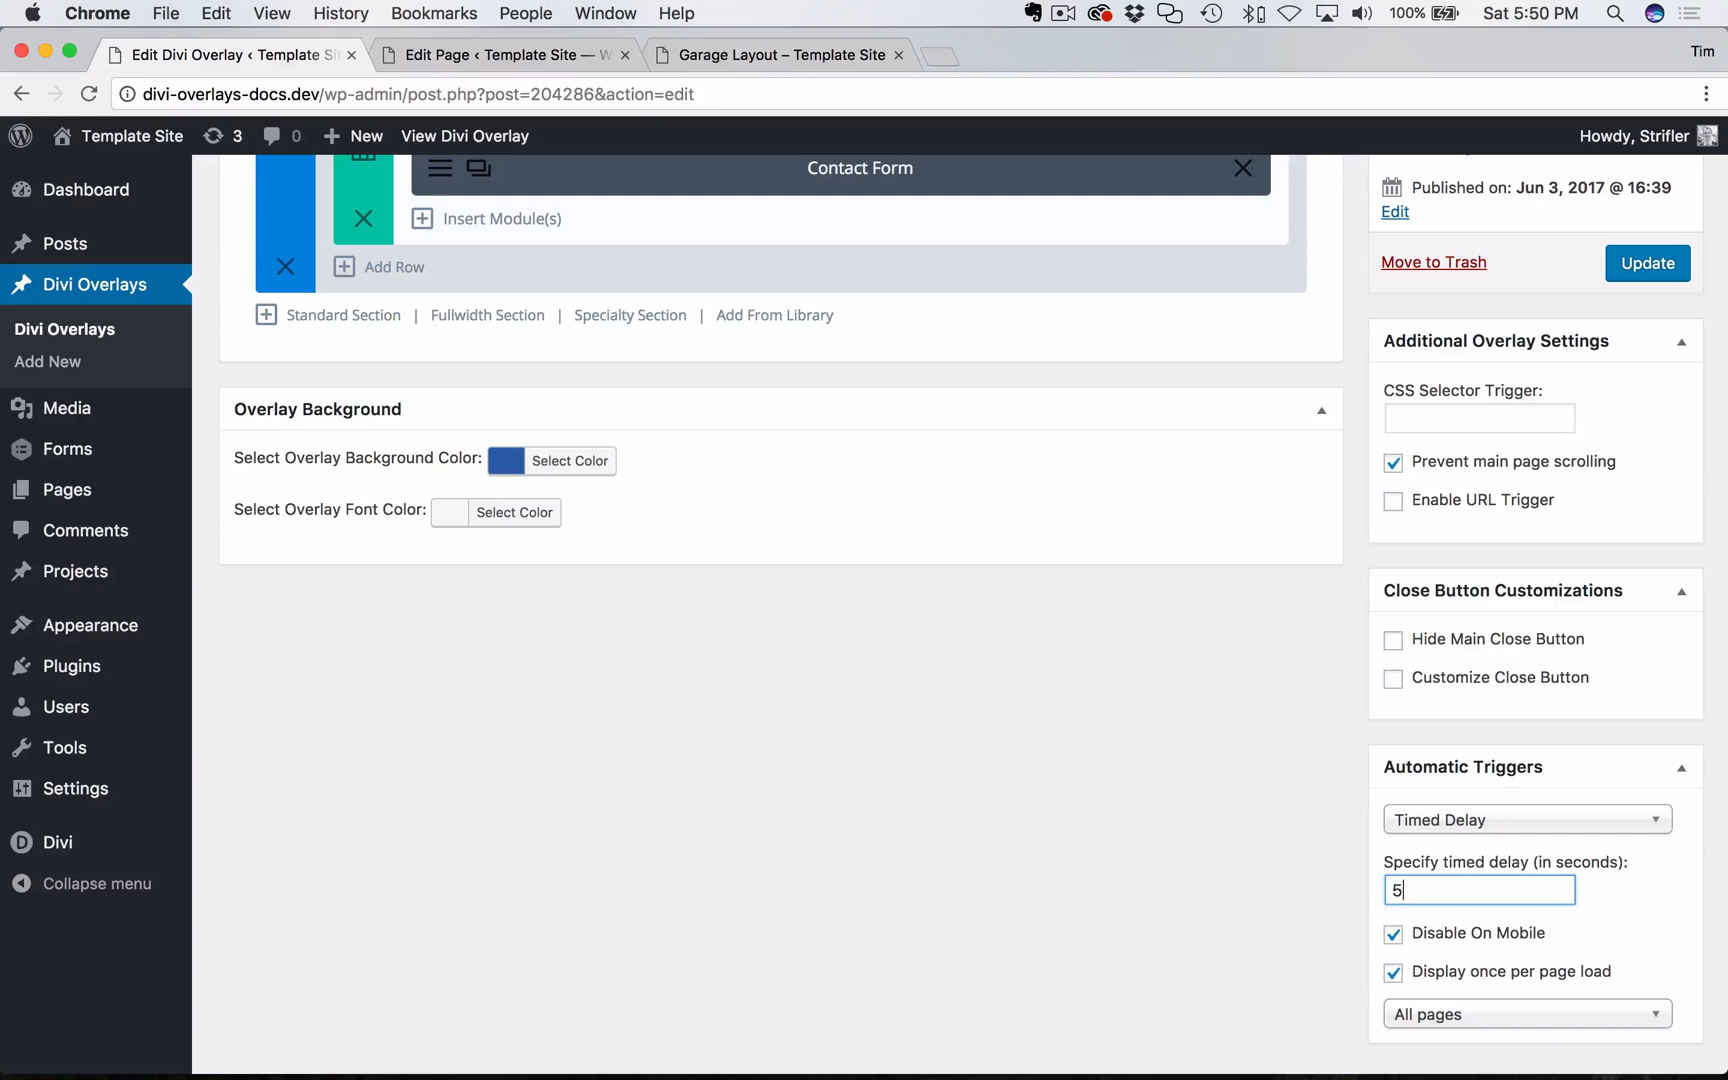 Chrome File Edit View History Bookmarks People Window Help 100% Sat 5:50 PM
Edit Divi Overlay ‹ Template Si Edit Page ‹ Template Site — W Garage Layout – Template Site Tim
divi-overlays-docs.dev/wp-admin/post.php?post=204286&action=edit
Template Site 3 0 New View Divi Overlay Howdy, Strifler
Dashboard
Posts
Divi Overlays
Divi Overlays
Add New
Media
Forms
Pages
Comments
Projects
Appearance
Plugins
Users
Tools
Settings
Divi
Collapse menu
Contact Form
Insert Module(s)
Add Row
Standard Section | Fullwidth Section | Specialty Section | Add From Library
Overlay Background
Select Overlay Background Color: Select Color
Select Overlay Font Color: Select Color
Published on: Jun 3, 2017 @ 16:39
Edit
Move to Trash Update
Additional Overlay Settings
CSS Selector Trigger:
Prevent main page scrolling
Enable URL Trigger
Close Button Customizations
Hide Main Close Button
Customize Close Button
Automatic Triggers
Timed Delay
Specify timed delay (in seconds):
5
Disable On Mobile
Display once per page load
All pages